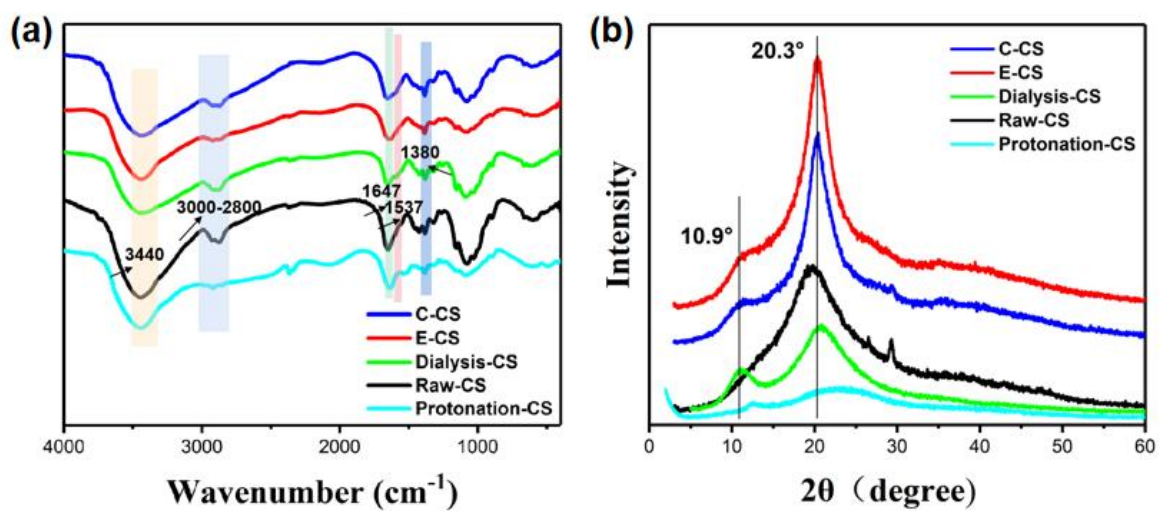 (a)
3440
3000-2800
1647
1537
1380
C-CS
E-CS
Dialysis-CS
Raw-CS
Protonation-CS
4000
3000
2000
1000
Wavenumber (cm-1)
(b)
10.9°
20.3°
C-CS
E-CS
Dialysis-CS
Raw-CS
Protonation-CS
Intensity
0
10
20
30
40
50
60
2θ（degree）